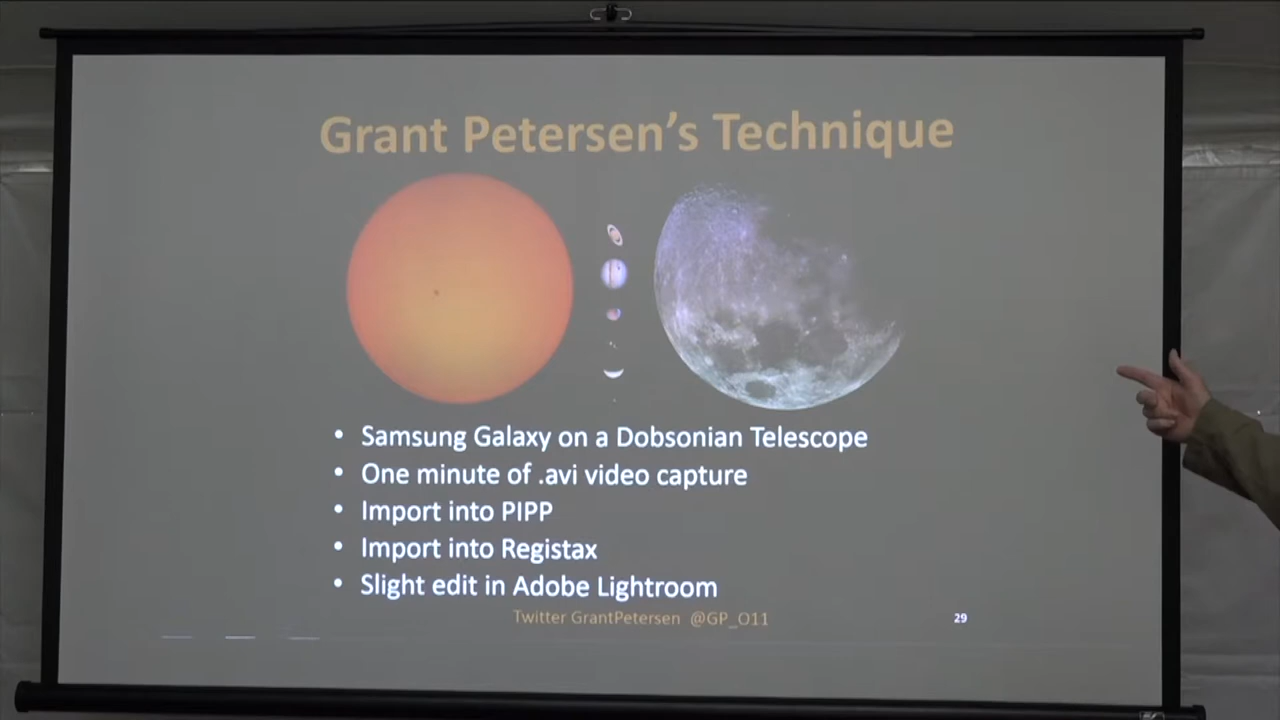 Grant Petersen's Technique
• Samsung Galaxy on a Dobsonian Telescope
• One minute of .avi video capture
• Import into PIPP
• Import into Registax
• Slight edit in Adobe Lightroom
Twitter GrantPetersen @GP_O11
29